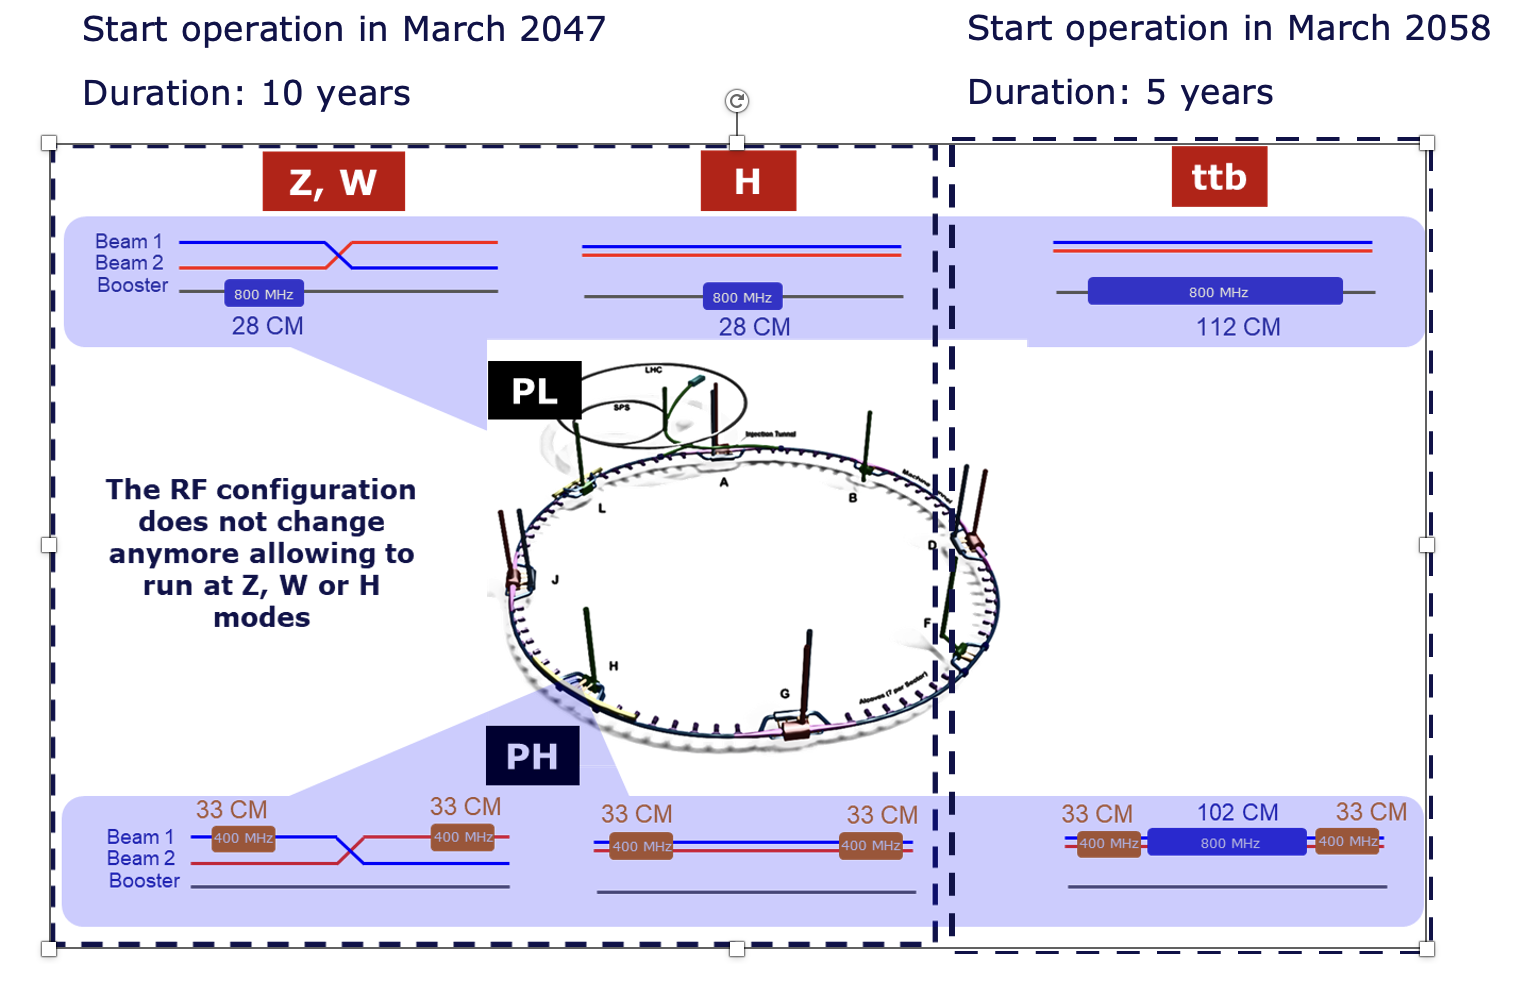 Start operation in March 2047
Duration: 10 years
Start operation in March 2058
Duration: 5 years
Z, W
H
ttb
Beam 1
Beam 2
Booster
800 MHz
28 CM
800 MHz
28 CM
800 MHz
112 CM
PL
LHC
SPS
Injection Tunnel
A
B
L
D
J
F
H
G
Alcoves (7 per Sector)
The RF configuration
does not change
anymore allowing to
run at Z, W or H
modes
PH
33 CM
33 CM
33 CM
33 CM
33 CM
102 CM
33 CM
Beam 1
Beam 2
Booster
400 MHz
400 MHz
400 MHz
400 MHz
400 MHz
800 MHz
400 MHz